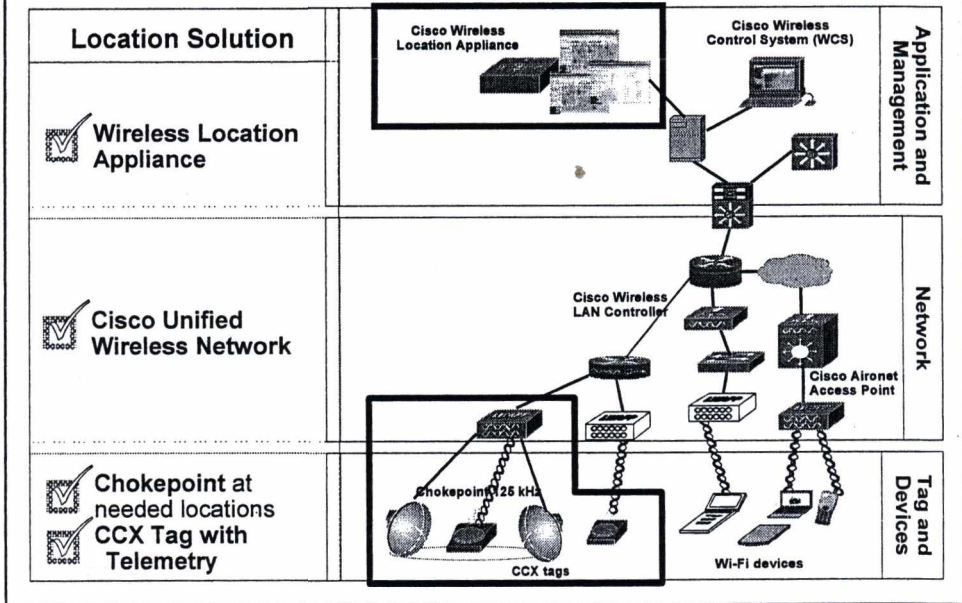 Location Solution
Wireless Location
Appliance
Cisco Unified
Wireless Network
Chokepoint at
needed locations
CCX Tag with
Telemetry
Cisco Wireless
Location Appliance
Cisco Wireless
Control System (WCS)
Application and
Management
Cisco Wireless
LAN Controller
Cisco Aironet
Access Point
Network
Chokepoint 125 kHz
CCX tags
Wi-Fi devices
Tag and
Devices